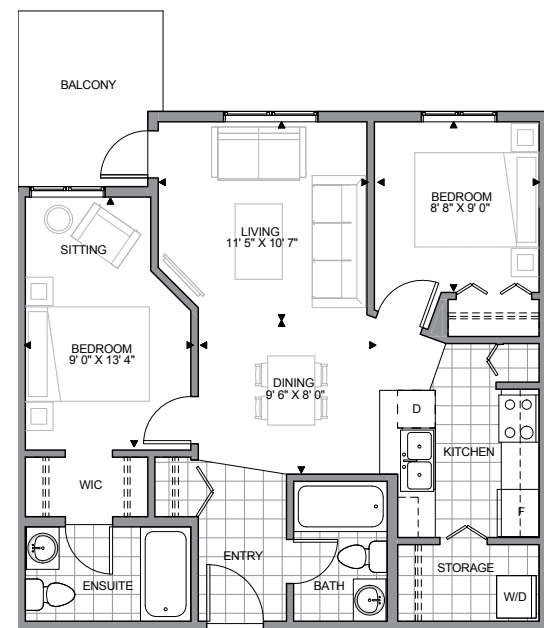 BALCONY
LIVING
11' 5" X 10' 7"
BEDROOM
8' 8" X 9' 0"
SITTING
BEDROOM
9' 0" X 13' 4"
DINING
9' 6" X 8' 0"
D
KITCHEN
F
WIC
ENTRY
ENSUITE
BATH
STORAGE
W/D